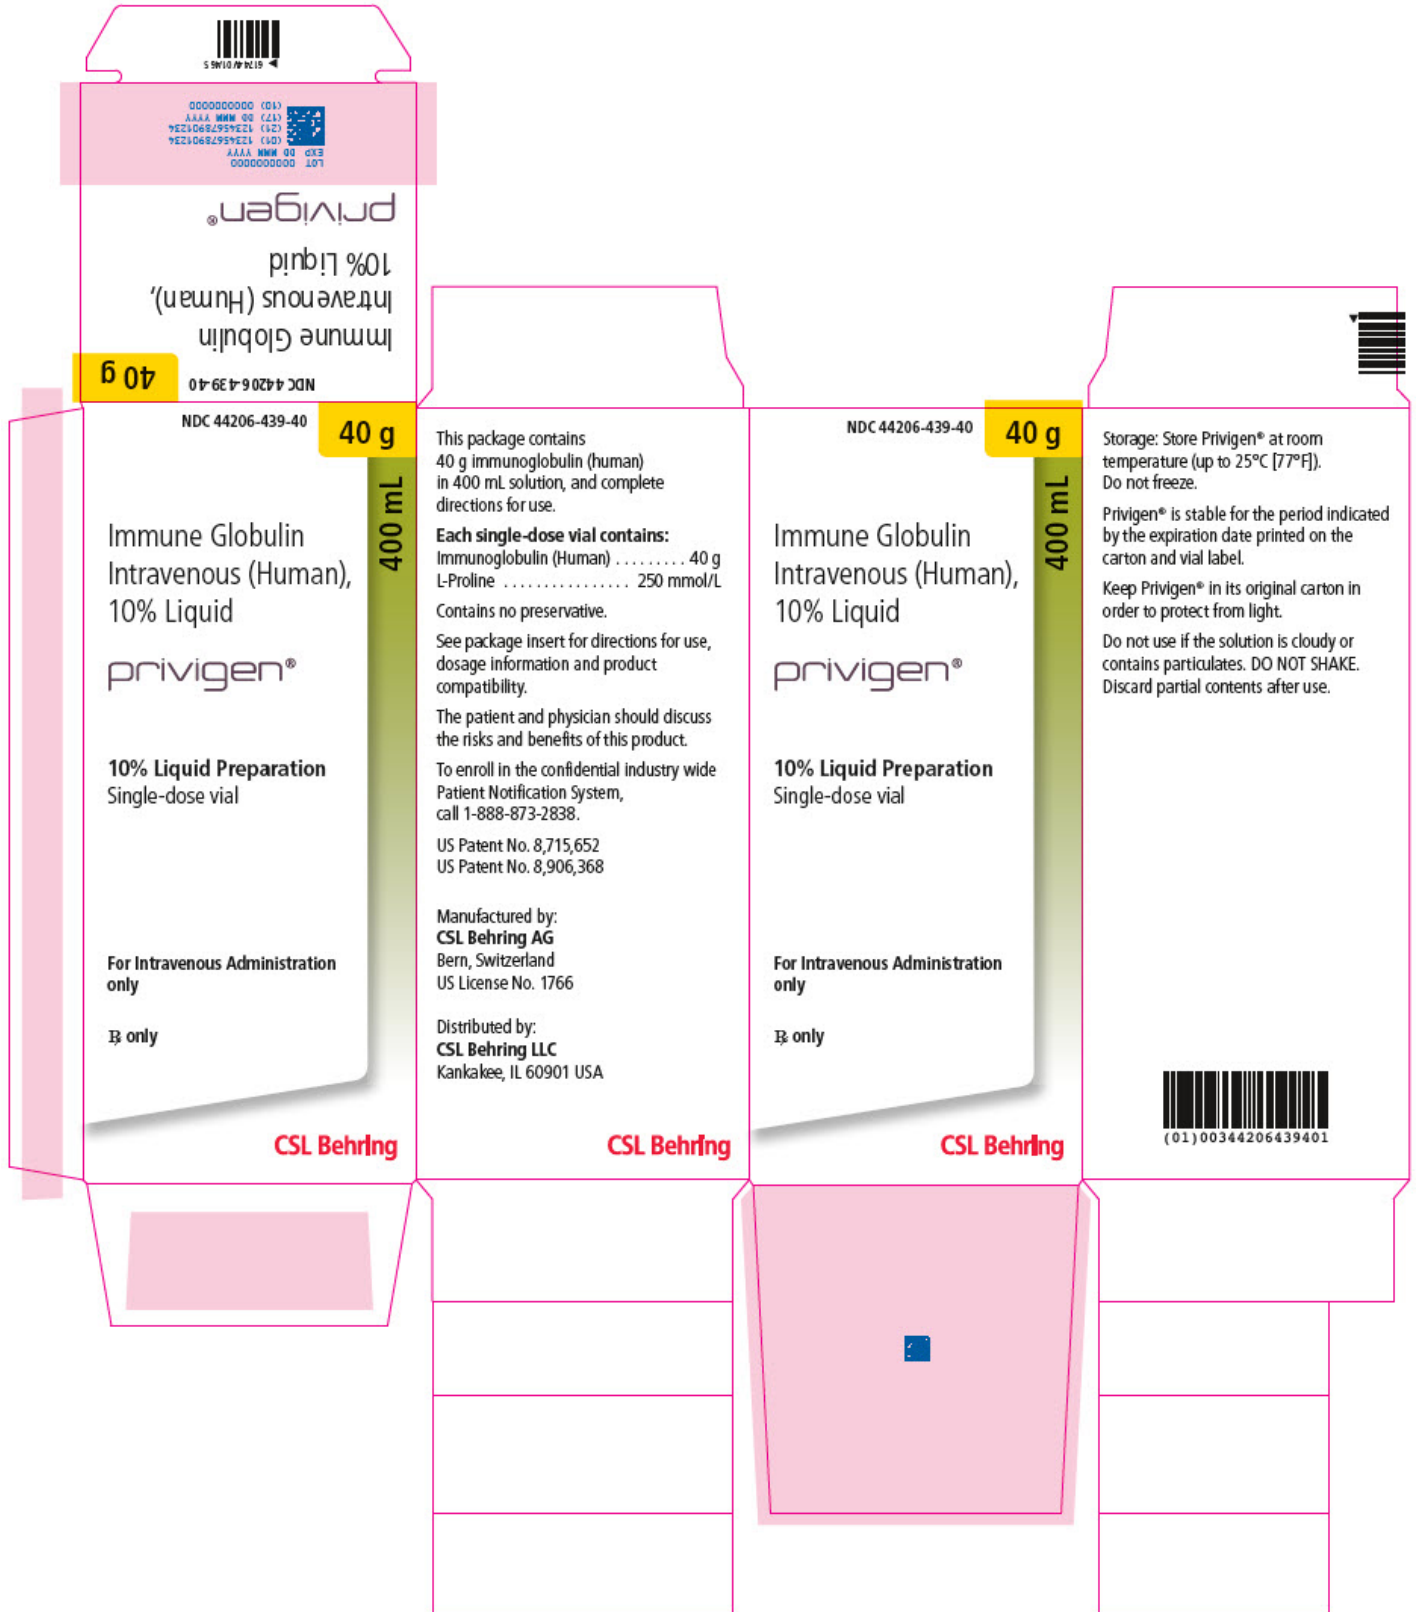 61744V01/46 S
LOT 0000000000
EXP DD MMM YYYY
(01) 12345678901234
(21) 12345678901234
(17) DD MMM YYYY
(10) 0000000000
privigen®
Immune Globulin
Intravenous (Human),
10% Liquid
NDC 44206-439-40
40 g
NDC 44206-439-40
40 g
400 mL
Immune Globulin
Intravenous (Human),
10% Liquid
privigen®
10% Liquid Preparation
Single-dose vial
For Intravenous Administration
only
℞ only
CSL Behring
This package contains
40 g immunoglobulin (human)
in 400 mL solution, and complete
directions for use.
Each single-dose vial contains:
Immunoglobulin (Human) . . . . . . . . . 40 g
L-Proline . . . . . . . . . . . . . . . . 250 mmol/L
Contains no preservative.
See package insert for directions for use,
dosage information and product
compatibility.
The patient and physician should discuss
the risks and benefits of this product.
To enroll in the confidential industry wide
Patient Notification System,
call 1-888-873-2838.
US Patent No. 8,715,652
US Patent No. 8,906,368
Manufactured by:
CSL Behring AG
Bern, Switzerland
US License No. 1766
Distributed by:
CSL Behring LLC
Kankakee, IL 60901 USA
CSL Behring
NDC 44206-439-40
40 g
400 mL
Immune Globulin
Intravenous (Human),
10% Liquid
privigen®
10% Liquid Preparation
Single-dose vial
For Intravenous Administration
only
℞ only
CSL Behring
Storage: Store Privigen® at room
temperature (up to 25°C [77°F]).
Do not freeze.
Privigen® is stable for the period indicated
by the expiration date printed on the
carton and vial label.
Keep Privigen® in its original carton in
order to protect from light.
Do not use if the solution is cloudy or
contains particulates. DO NOT SHAKE.
Discard partial contents after use.
(01)00344206439401